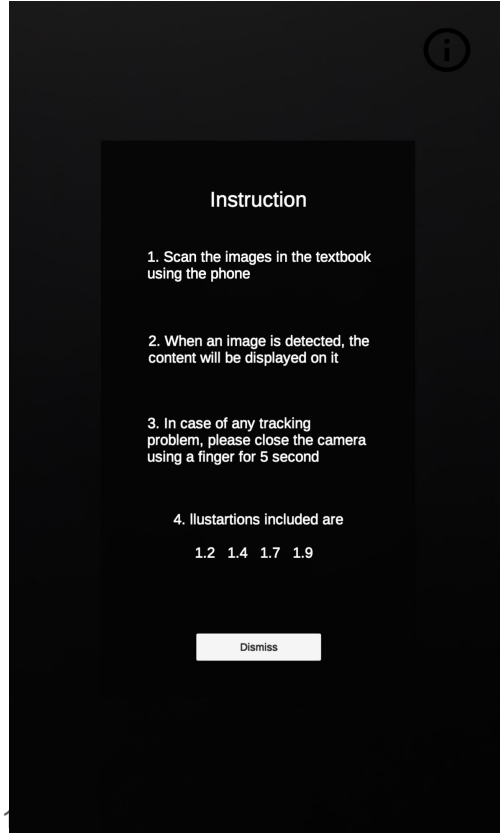 Instruction
1. Scan the images in the textbook
using the phone
2. When an image is detected, the
content will be displayed on it
3. In case of any tracking
problem, please close the camera
using a finger for 5 second
4. llustartions included are
1.2 1.4 1.7 1.9
Dismiss